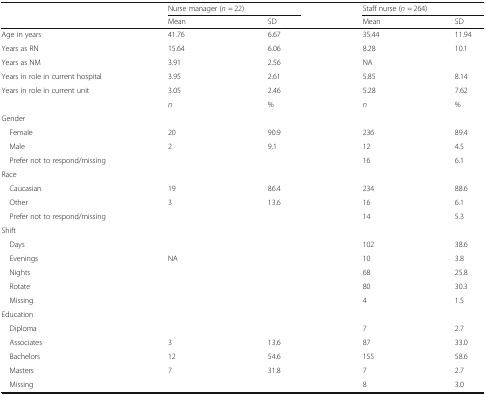 Nurse manager (n = 22) Staff nurse (n = 264)
Mean SD Mean SD
Age in years 41.76 6.67 35.44 11.94
Years as RN 15.64 6.06 8.28 10.1
Years as NM 3.91 2.56 NA
Years in role in current hospital 3.95 2.61 5.85 8.14
Years in role in current unit 3.05 2.46 5.28 7.62
n % n %
Gender
Female 20 90.9 236 89.4
Male 2 9.1 12 4.5
Prefer not to respond/missing 16 6.1
Race
Caucasian 19 86.4 234 88.6
Other 3 13.6 16 6.1
Prefer not to respond/missing 14 5.3
Shift
Days 102 38.6
Evenings NA 10 3.8
Nights 68 25.8
Rotate 80 30.3
Missing 4 1.5
Education
Diploma 7 2.7
Associates 3 13.6 87 33.0
Bachelors 12 54.6 155 58.6
Masters 7 31.8 7 2.7
Missing 8 3.0